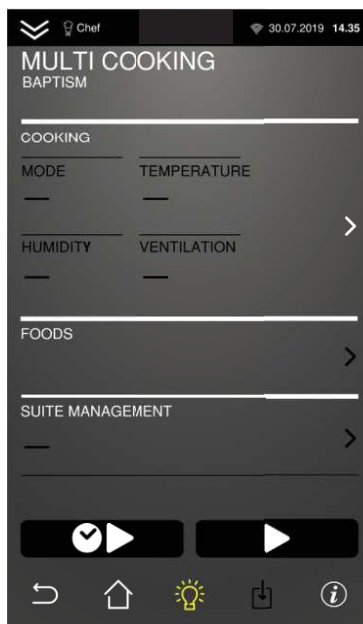 Chef 30.07.2019 14.35
MULTI COOKING
BAPTISM
COOKING
MODE TEMPERATURE
HUMIDITY VENTILATION
FOODS
SUITE MANAGEMENT